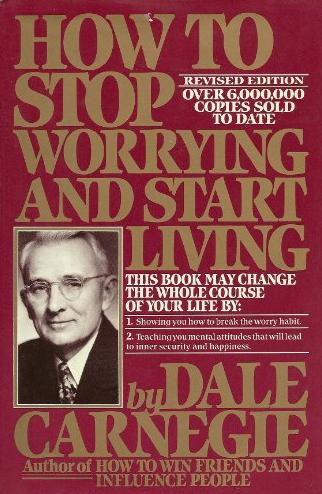 HOW TO
STOP
REVISED EDITION
OVER 6,000,000
COPIES SOLD
TO DATE
WORRYING
AND START
LIVING
THIS BOOK MAY CHANGE
THE WHOLE COURSE
OF YOUR LIFE BY:
1. Showing you how to break the worry habit.
2. Teaching you mental attitudes that will lead
to inner security and happiness.
by DALE
CARNEGIE
Author of HOW TO WIN FRIENDS AND
INFLUENCE PEOPLE